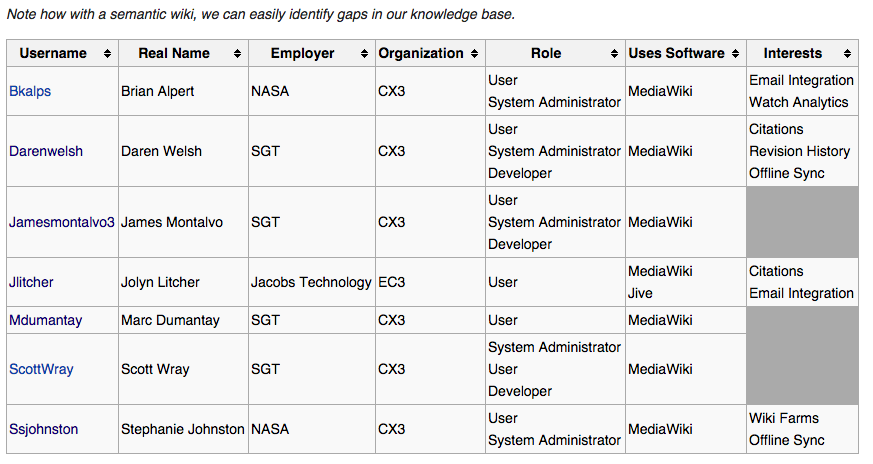 Note how with a semantic wiki, we can easily identify gaps in our knowledge base.
Username Real Name Employer Organization Role Uses Software Interests
Bkalps Brian Alpert NASA CX3 User System Administrator MediaWiki Email Integration Watch Analytics
Darenwelsh Daren Welsh SGT CX3 User System Administrator Developer MediaWiki Citations Revision History Offline Sync
Jamesmontalvo3 James Montalvo SGT CX3 User System Administrator Developer MediaWiki
Jlitcher Jolyn Litcher Jacobs Technology EC3 User MediaWiki Jive Citations Email Integration
Mdumantay Marc Dumantay SGT CX3 User MediaWiki
ScottWray Scott Wray SGT CX3 System Administrator User Developer MediaWiki
Ssjohnston Stephanie Johnston NASA CX3 User System Administrator MediaWiki Wiki Farms Offline Sync